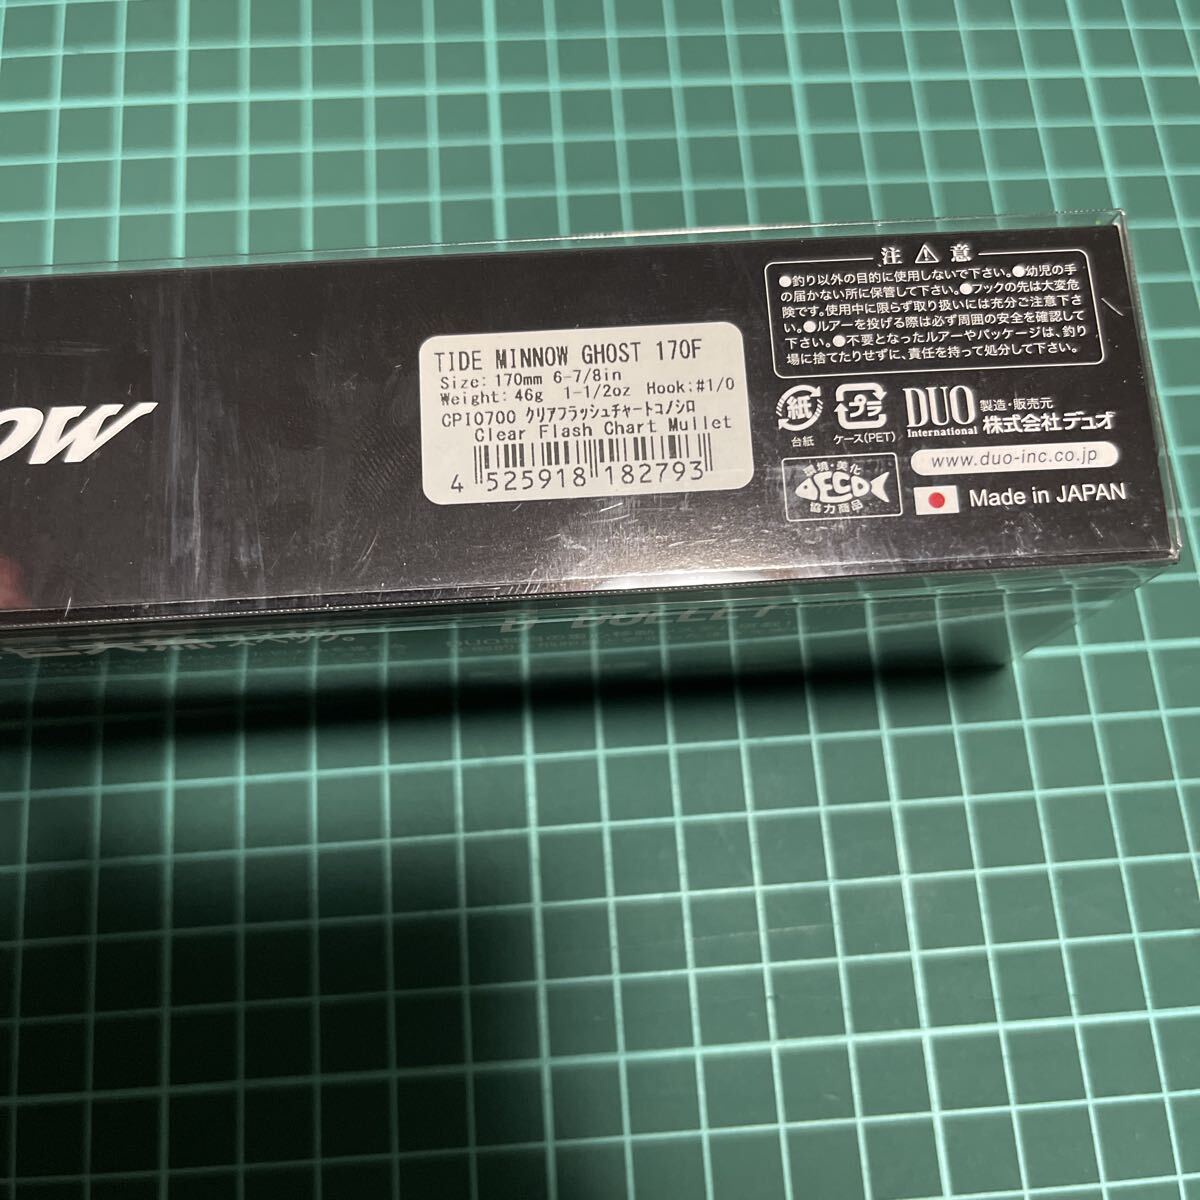 OW
TIDE MINNOW GHOST 170F
Size: 170mm 6-7/8in
Weight: 46g 1-1/2oz Hook:#1/0
CPI0700 クリアフラッシュチャートコノシロ
Clear Flash Chart Mullet
4 525918 182793
注 意
●釣り以外の目的に使用しないで下さい。●幼児の手
の届かない所に保管して下さい。●フックの先は大変危
険です。使用中に限らず取り扱いには充分ご注意下さ
い。●ルアーを投げる際は必ず周囲の安全を確認して
下さい。●不要となったルアーやパッケージは、釣り
場に捨てたりせずに、責任を持って処分して下さい。
紙
台紙
プラ
ケース(PET)
DUO
International
製造・販売元
株式会社デュオ
www.duo-inc.co.jp
環境・美化
ECO
協力商品
Made in JAPAN